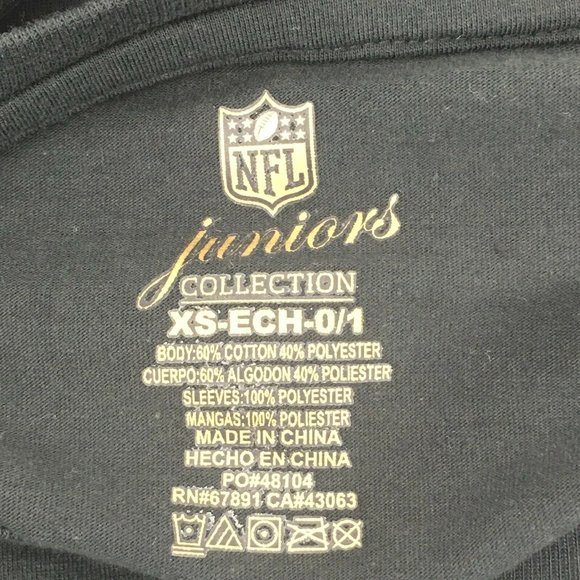 NFL
juniors
COLLECTION
XS-ECH-0/1
BODY:60% COTTON 40% POLYESTER
CUERPO:60% ALGODON 40% POLIESTER
SLEEVES:100% POLYESTER
MANGAS:100% POLIESTER
MADE IN CHINA
HECHO EN CHINA
PO#48104
RN#67891 CA#43063